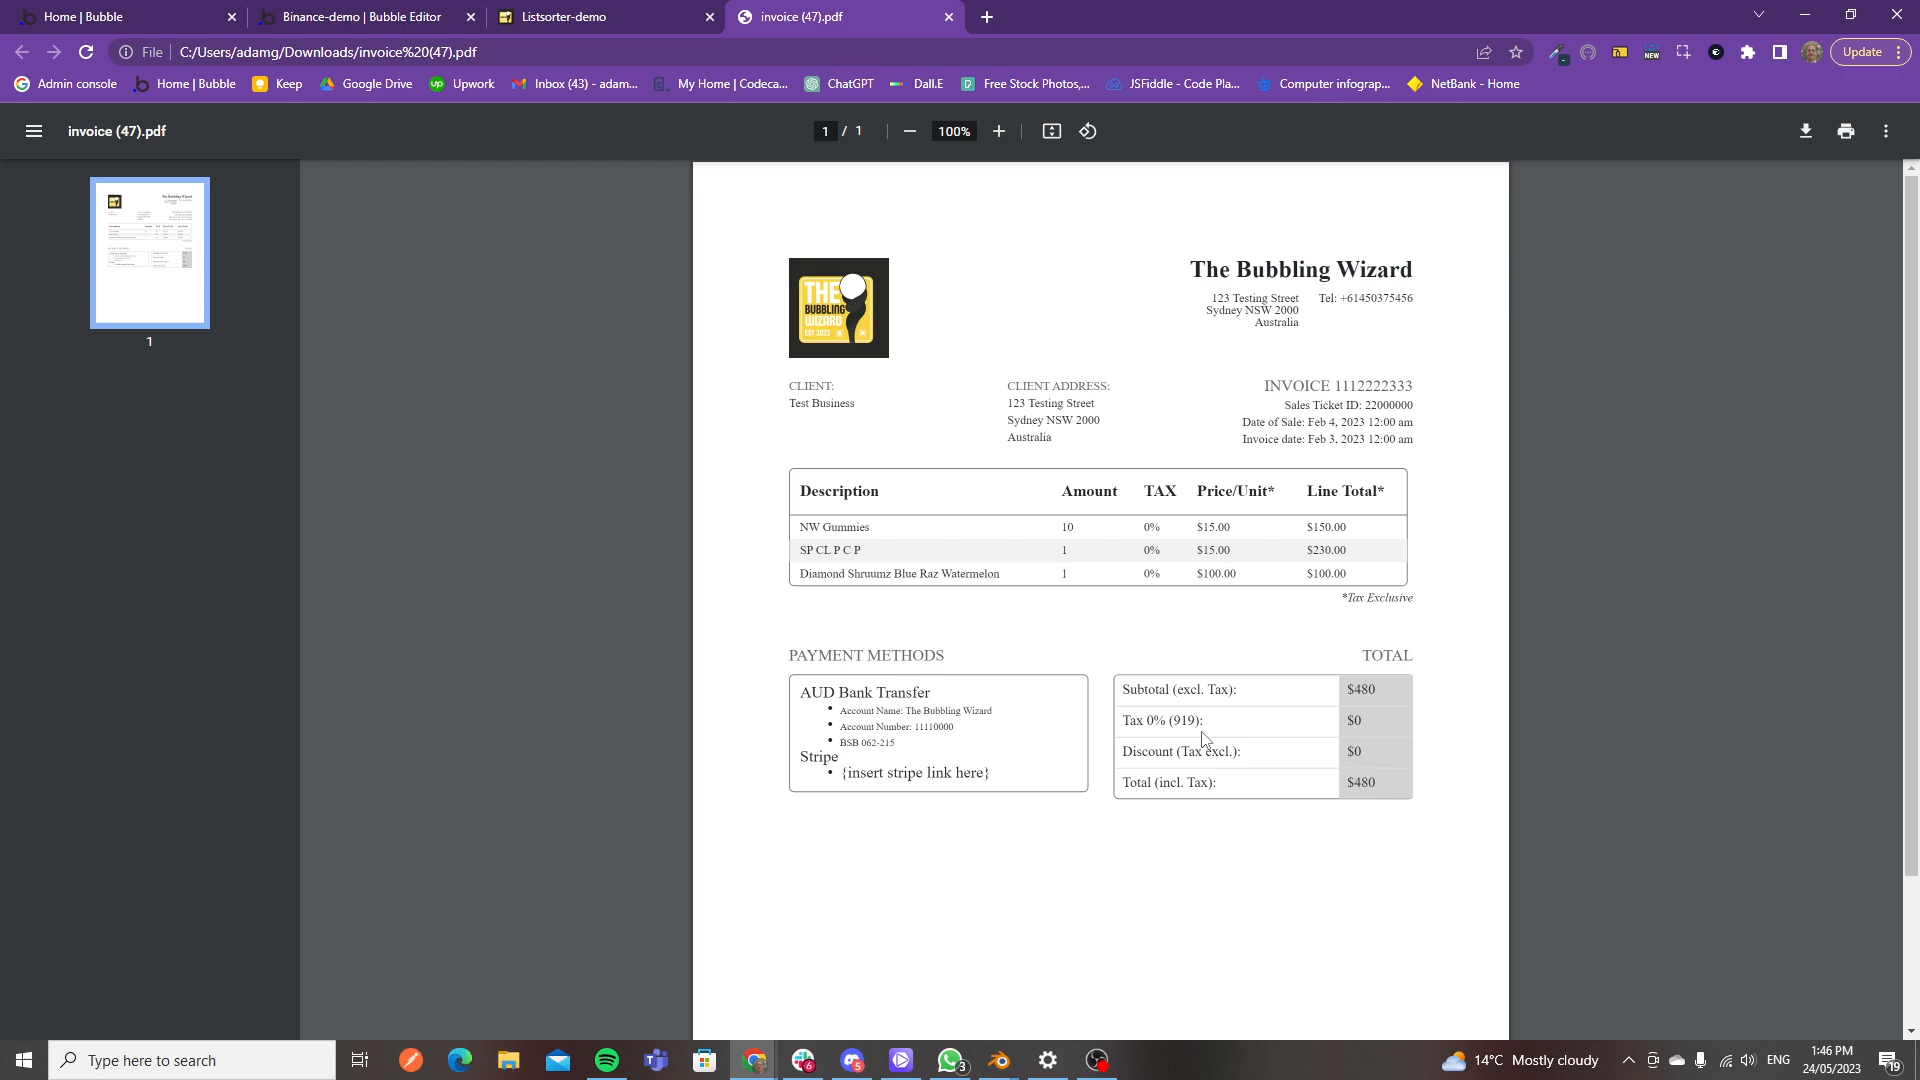 Home | Bubble
Binance-demo | Bubble Editor
Listsorter-demo
invoice (47).pdf
File
C:/Users/adamg/Downloads/invoice%20(47).pdf
NEW
Update
Admin console
Home | Bubble
Keep
Google Drive
up
Upwork
Inbox (43) - adam...
My Home | Codeca...
ChatGPT
Dall.E
Free Stock Photos,...
JSFiddle - Code Pla...
Computer infograp...
NetBank - Home
invoice (47).pdf
1 / 1
100%
1
THE
BUBBLING
WIZARD
EST 2022
The Bubbling Wizard
123 Testing Street
Sydney NSW 2000
Australia
Tel: +61450375456
CLIENT:
Test Business
CLIENT ADDRESS:
123 Testing Street
Sydney NSW 2000
Australia
INVOICE 1112222333
Sales Ticket ID: 22000000
Date of Sale: Feb 4, 2023 12:00 am
Invoice date: Feb 3, 2023 12:00 am
Description Amount TAX Price/Unit* Line Total*
NW Gummies 10 0% $15.00 $150.00
SP CL P C P 1 0% $15.00 $230.00
Diamond Shruumz Blue Raz Watermelon 1 0% $100.00 $100.00
*Tax Exclusive
PAYMENT METHODS
AUD Bank Transfer
• Account Name: The Bubbling Wizard
• Account Number: 11110000
• BSB 062-215
Stripe
• {insert stripe link here}
TOTAL
Subtotal (excl. Tax): $480
Tax 0% (919): $0
Discount (Tax excl.): $0
Total (incl. Tax): $480
Type here to search
6
5
3
14°C Mostly cloudy
ENG
1:46 PM
24/05/2023
19